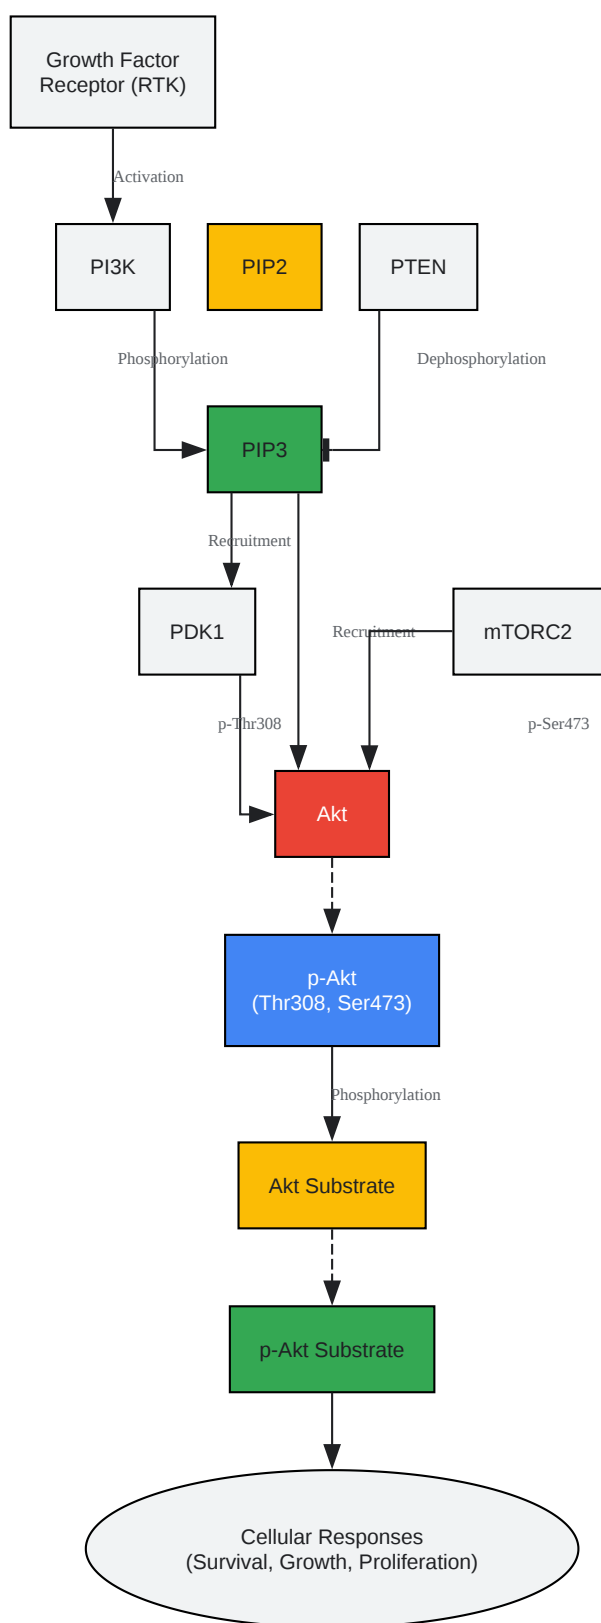 Growth Factor
Receptor (RTK)
Activation
PI3K
PIP2
PTEN
Phosphorylation
Dephosphorylation
PIP3
Recruitment
PDK1
Recruitment
mTORC2
p-Thr308
p-Ser473
Akt
p-Akt
(Thr308, Ser473)
Phosphorylation
Akt Substrate
p-Akt Substrate
Cellular Responses
(Survival, Growth, Proliferation)